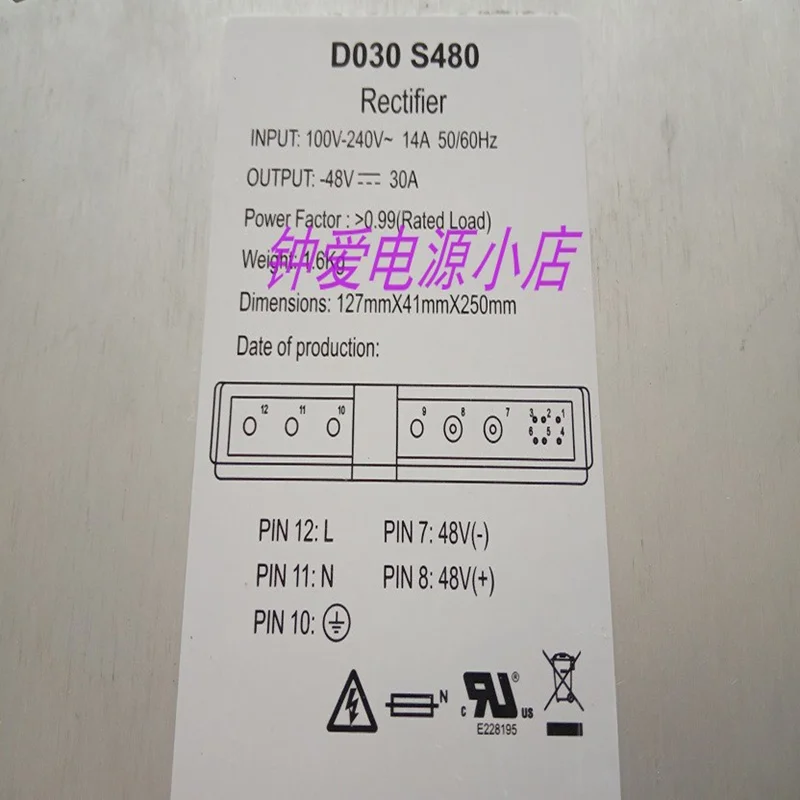 D030 S480
Rectifier
INPUT: 100V-240V~ 14A 50/60Hz
OUTPUT: -48V⎓ 30A
Power Factor : >0.99(Rated Load)
Weight: 1.6Kg
钟爱电源小店
Dimensions: 127mmX41mmX250mm
Date of production:
12 11 10 9 8 7 3 2 1
6 5 4
PIN 12: L PIN 7: 48V(-)
PIN 11: N PIN 8: 48V(+)
PIN 10:
N
c RU ® US
E228195